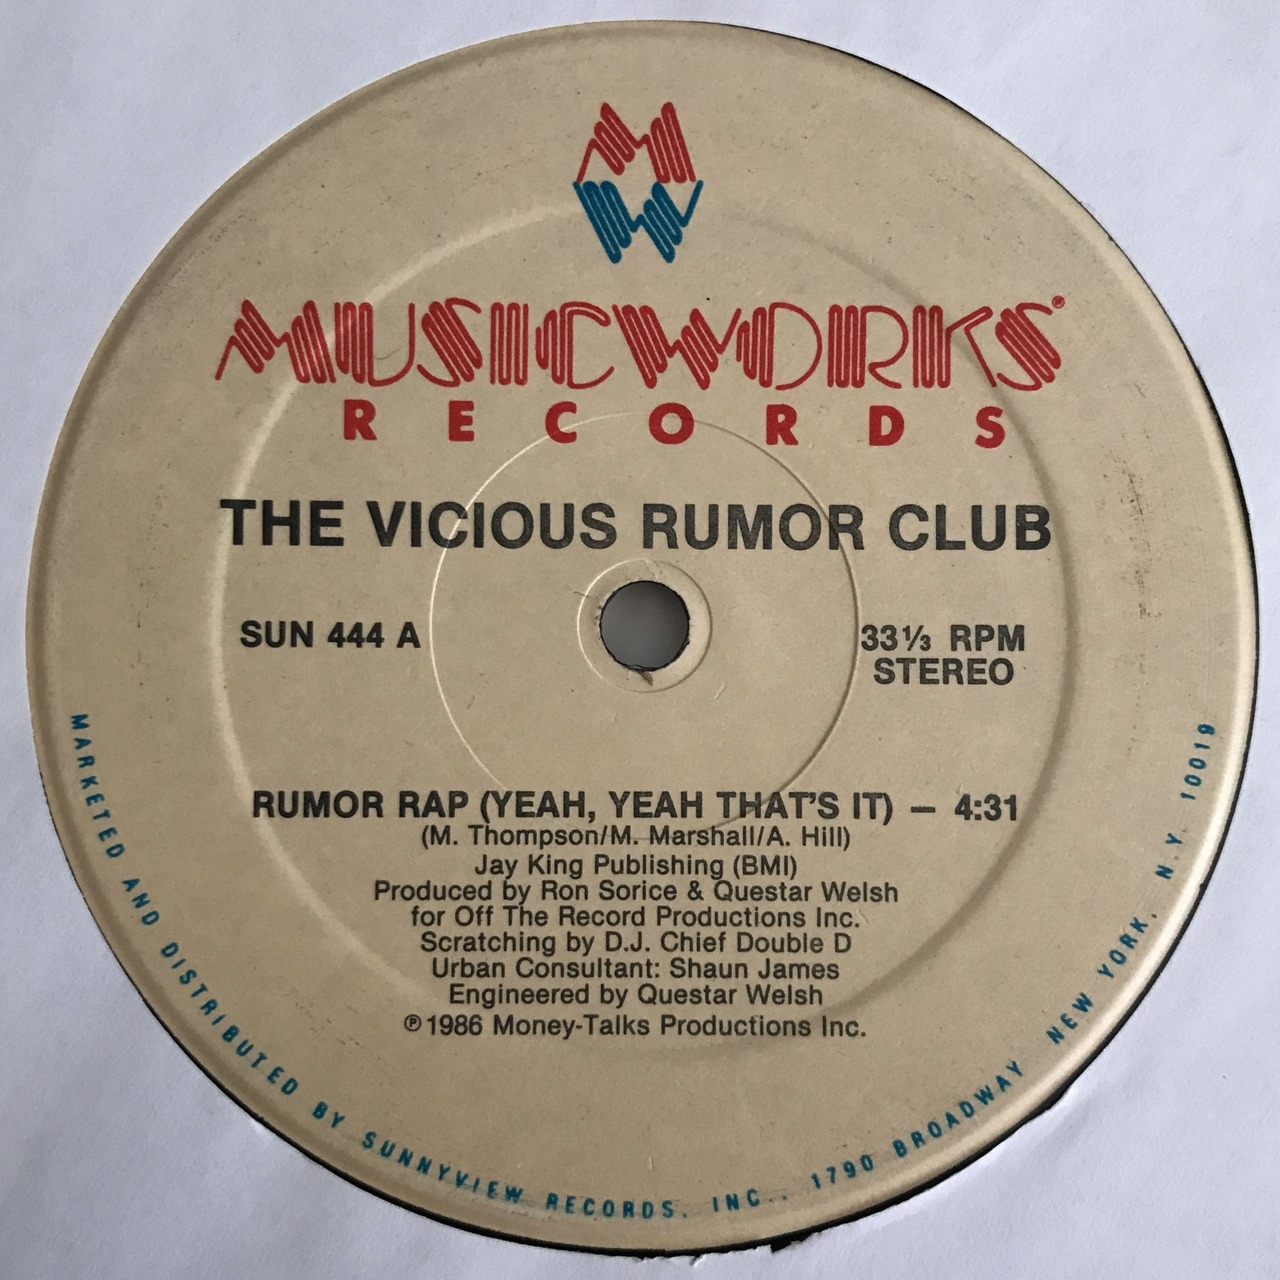 MUSICWORKS®
RECORDS
THE VICIOUS RUMOR CLUB
SUN 444 A
33⅓ RPM
STEREO
RUMOR RAP (YEAH, YEAH THAT'S IT) — 4:31
(M. Thompson/M. Marshall/A. Hill)
Jay King Publishing (BMI)
Produced by Ron Sorice & Questar Welsh
for Off The Record Productions Inc.
Scratching by D.J. Chief Double D
Urban Consultant: Shaun James
Engineered by Questar Welsh
℗1986 Money-Talks Productions Inc.
MARKETED AND DISTRIBUTED BY SUNNYVIEW RECORDS, INC., 1790 BROADWAY NEW YORK, N.Y. 10019